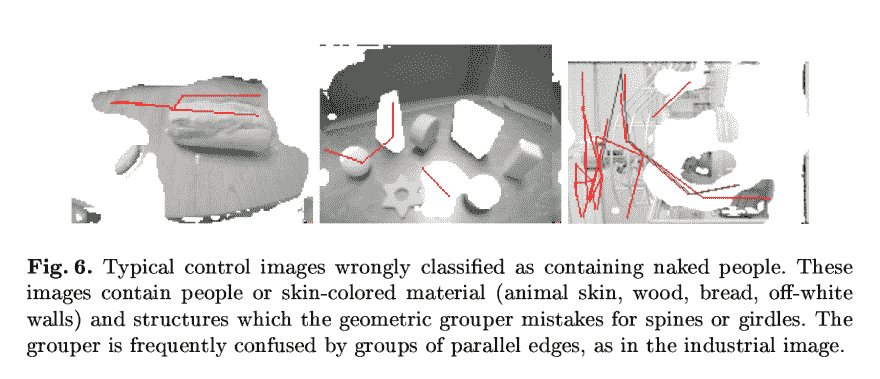 Fig. 6. Typical control images wrongly classified as containing naked people. These
images contain people or skin-colored material (animal skin, wood, bread, off-white
walls) and structures which the geometric grouper mistakes for spines or girdles. The
grouper is frequently confused by groups of parallel edges, as in the industrial image.